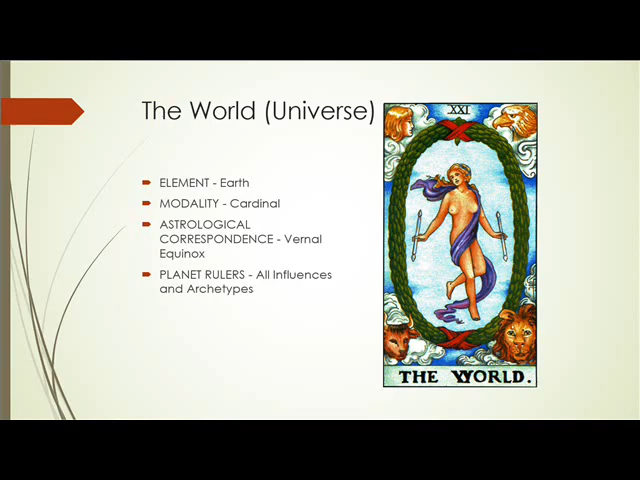 The World (Universe)
ELEMENT - Earth
MODALITY - Cardinal
ASTROLOGICAL
CORRESPONDENCE - Vernal
Equinox
PLANET RULERS - All Influences
and Archetypes
XXI
THE WORLD.